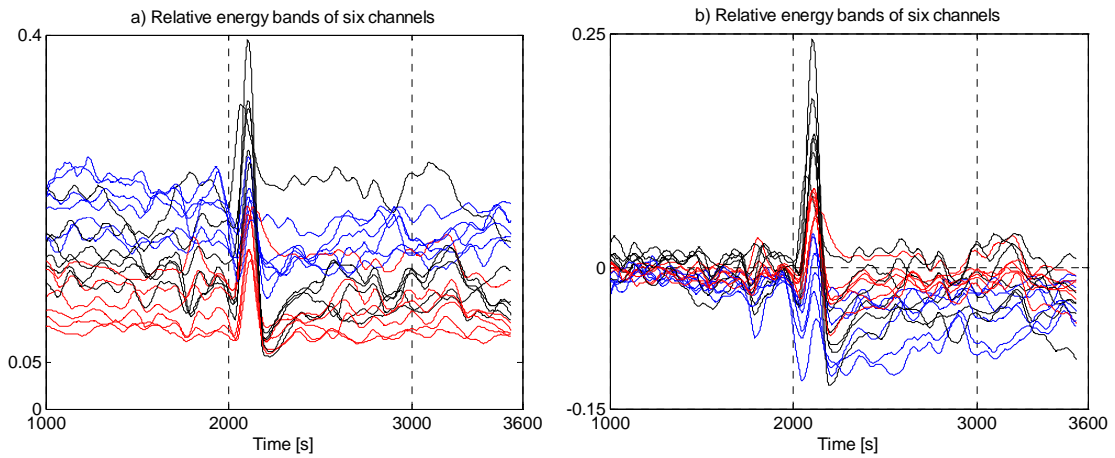 a) Relative energy bands of six channels
0.4
0.05
0
1000 2000 3000 3600
Time [s]
b) Relative energy bands of six channels
0.25
0
-0.15
1000 2000 3000 3600
Time [s]